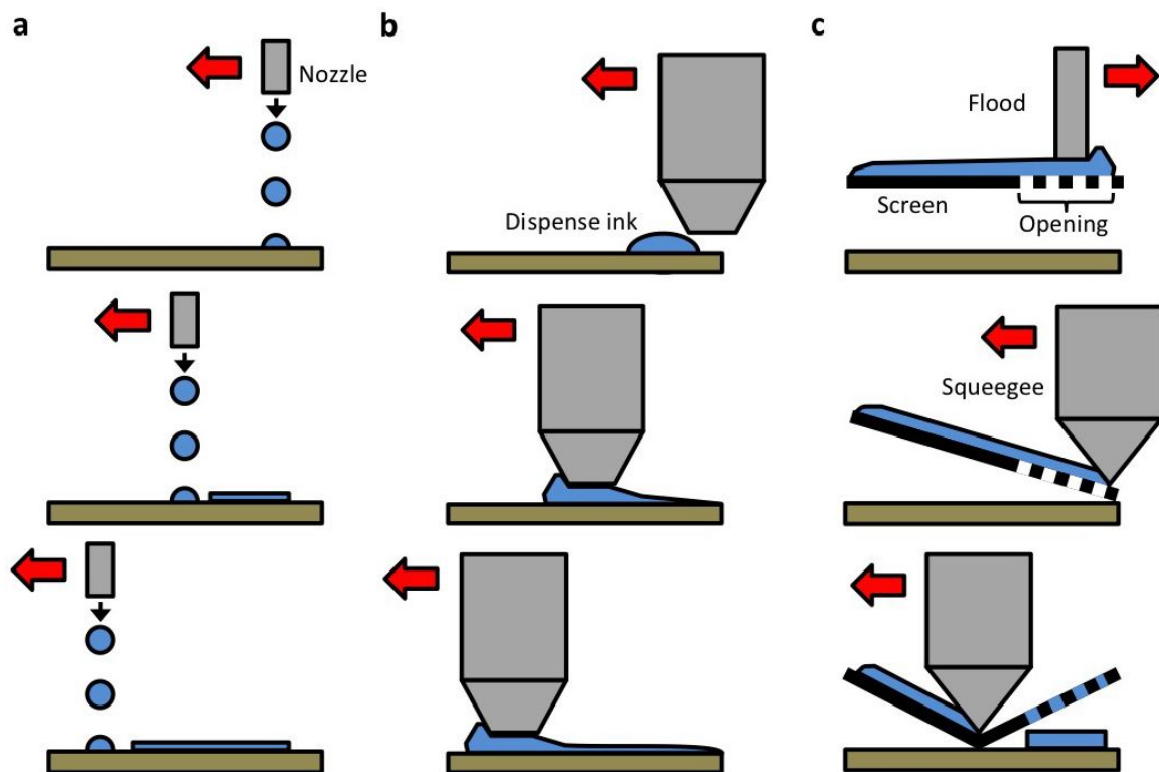 a
b
c
Nozzle
Dispense ink
Flood
Screen
Opening
Squeegee